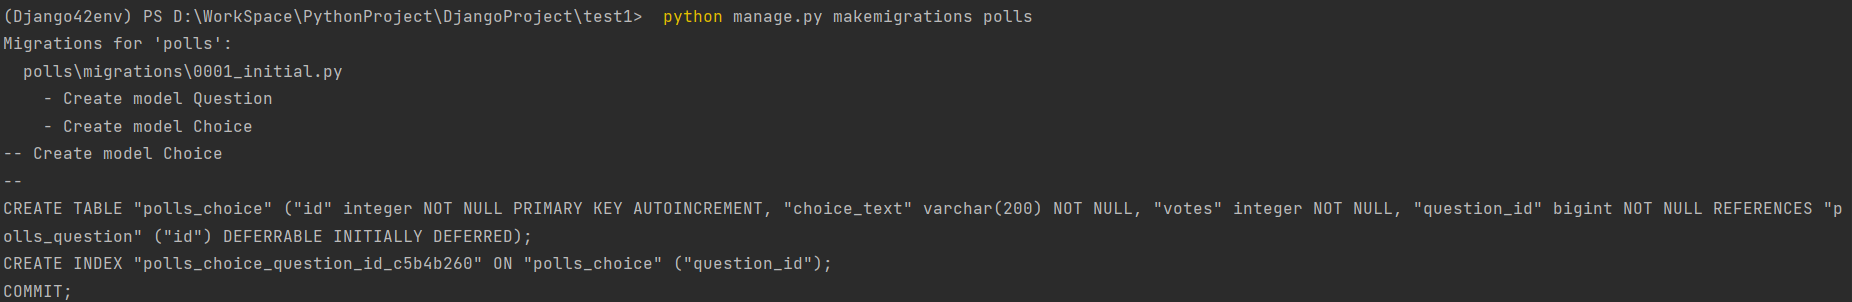 (Django42env) PS D:\WorkSpace\PythonProject\DjangoProject\test1>  python manage.py makemigrations polls
Migrations for 'polls':
  polls\migrations\0001_initial.py
    - Create model Question
    - Create model Choice
-- Create model Choice
--
CREATE TABLE "polls_choice" ("id" integer NOT NULL PRIMARY KEY AUTOINCREMENT, "choice_text" varchar(200) NOT NULL, "votes" integer NOT NULL, "question_id" bigint NOT NULL REFERENCES "p
olls_question" ("id") DEFERRABLE INITIALLY DEFERRED);
CREATE INDEX "polls_choice_question_id_c5b4b260" ON "polls_choice" ("question_id");
COMMIT;